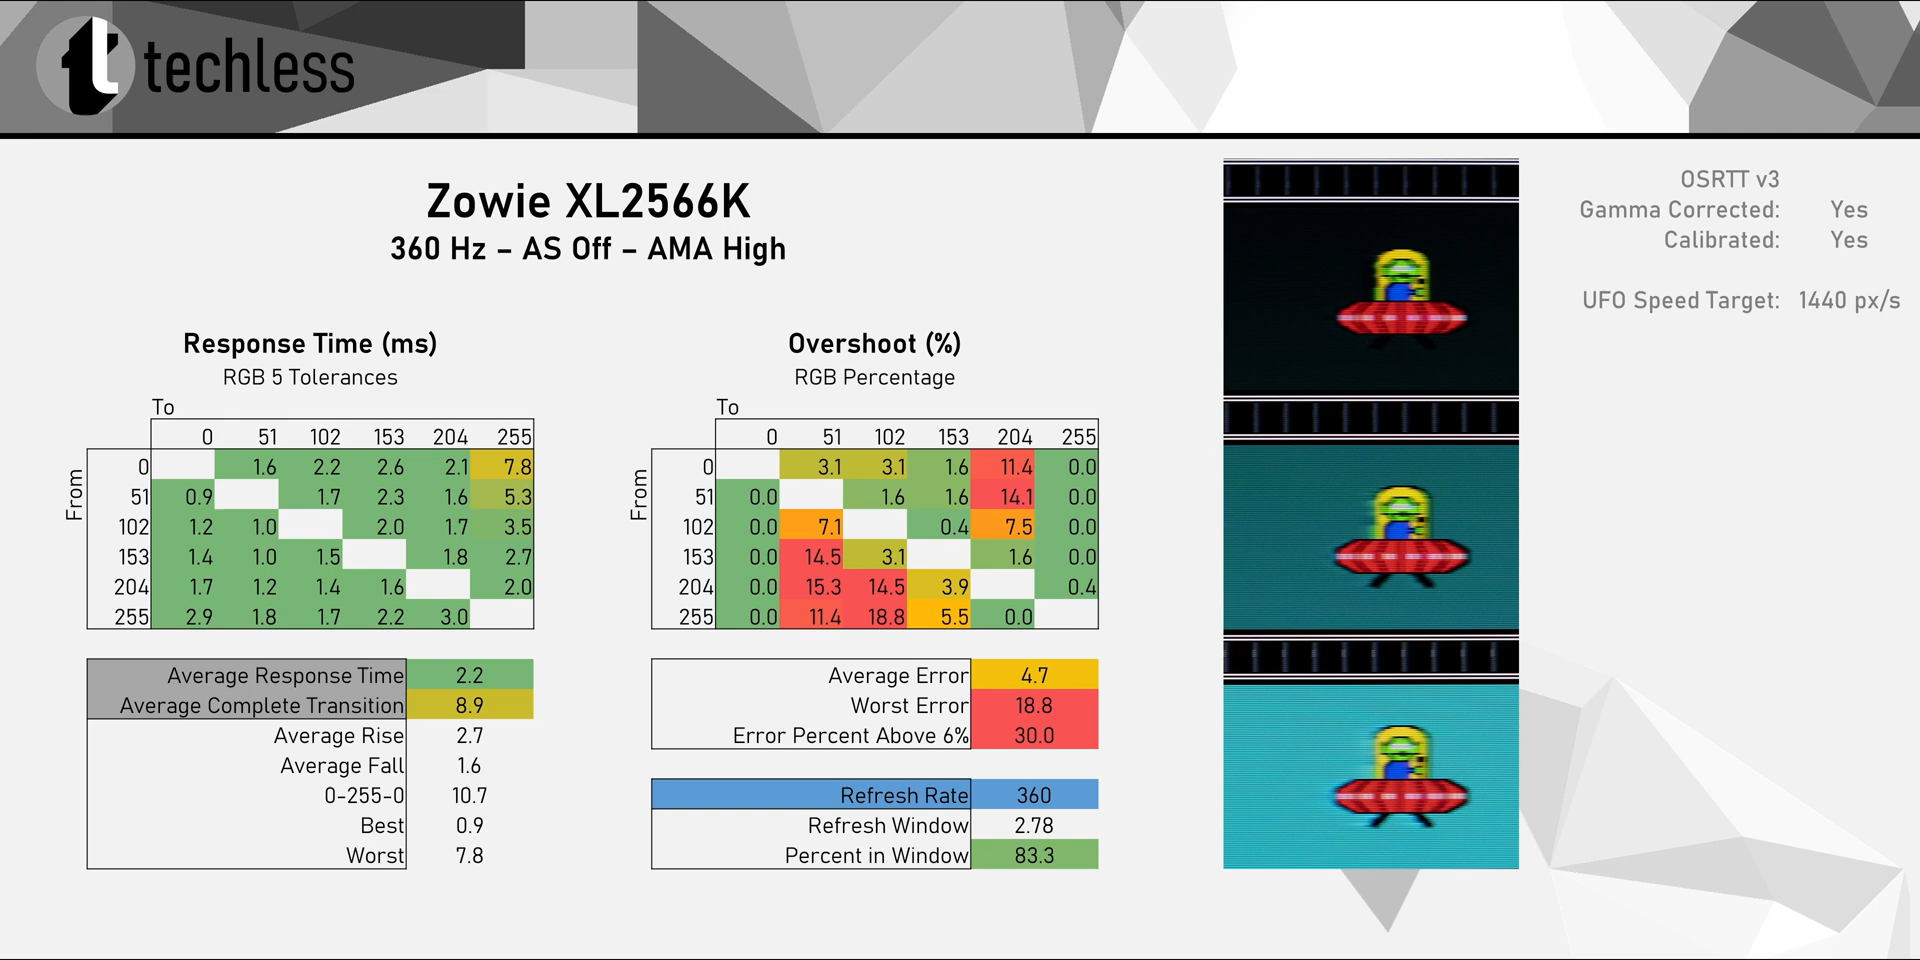 techless
Zowie XL2566K
360 Hz – AS Off – AMA High
OSRTT v3
Gamma Corrected: Yes
Calibrated: Yes
UFO Speed Target: 1440 px/s
Response Time (ms)
RGB 5 Tolerances
To
0 51 102 153 204 255
From
0 1.6 2.2 2.6 2.1 7.8
51 0.9 1.7 2.3 1.6 5.3
102 1.2 1.0 2.0 1.7 3.5
153 1.4 1.0 1.5 1.8 2.7
204 1.7 1.2 1.4 1.6 2.0
255 2.9 1.8 1.7 2.2 3.0
Average Response Time 2.2
Average Complete Transition 8.9
Average Rise 2.7
Average Fall 1.6
0-255-0 10.7
Best 0.9
Worst 7.8
Overshoot (%)
RGB Percentage
To
0 51 102 153 204 255
From
0 3.1 3.1 1.6 11.4 0.0
51 0.0 1.6 1.6 14.1 0.0
102 0.0 7.1 0.4 7.5 0.0
153 0.0 14.5 3.1 1.6 0.0
204 0.0 15.3 14.5 3.9 0.4
255 0.0 11.4 18.8 5.5 0.0
Average Error 4.7
Worst Error 18.8
Error Percent Above 6% 30.0
Refresh Rate 360
Refresh Window 2.78
Percent in Window 83.3